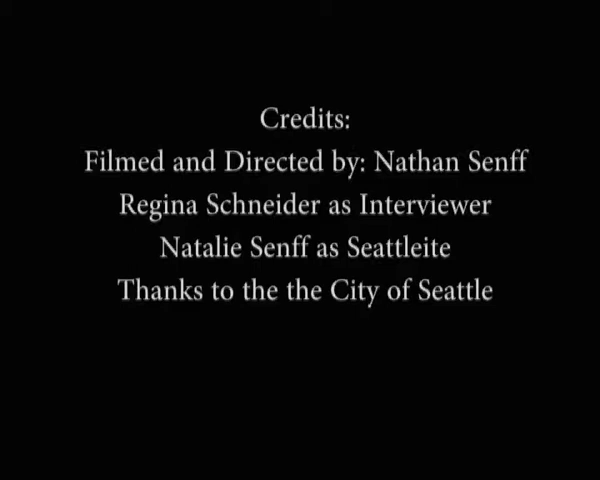 Credits:
Filmed and Directed by: Nathan Senff
Regina Schneider as Interviewer
Natalie Senff as Seattleite
Thanks to the the City of Seattle